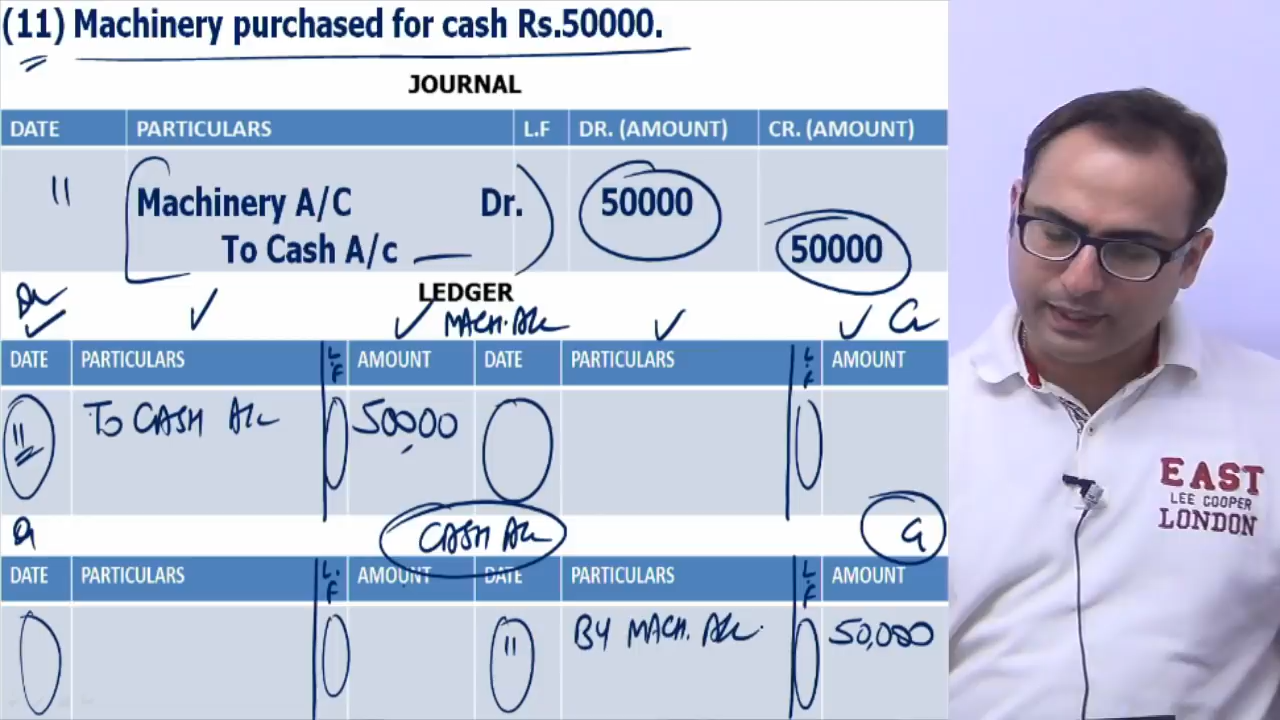 (11) Machinery purchased for cash Rs.50000.
JOURNAL
DATE PARTICULARS L.F DR. (AMOUNT) CR. (AMOUNT)
11 Machinery A/C Dr. 50000
To Cash A/c 50000
LEDGER
Dr MACH. A/c Cr
DATE PARTICULARS L.F AMOUNT DATE PARTICULARS L.F AMOUNT
11 TO CASH A/c 50000
CASH A/c Cr
DATE PARTICULARS L.F AMOUNT DATE PARTICULARS L.F AMOUNT
11 BY MACH. A/c. 50,000
EAST
LEE COOPER
LONDON